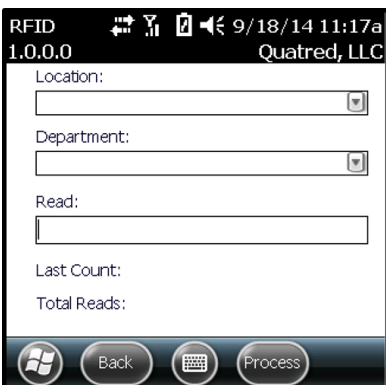 RFID 9/18/14 11:17a
1.0.0.0 Quatred, LLC
Location:
Department:
Read:
Last Count:
Total Reads:
Back Process